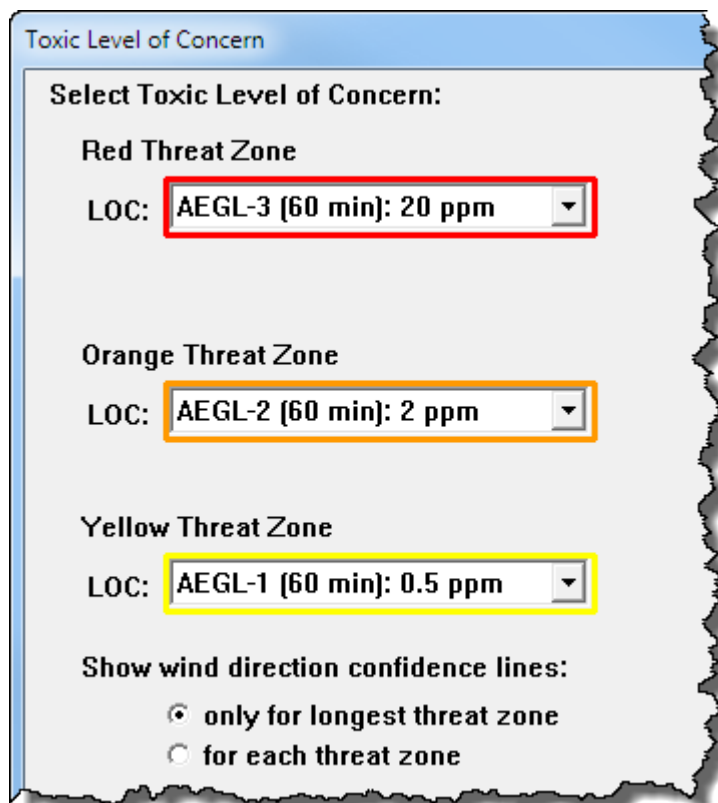 Toxic Level of Concern
Select Toxic Level of Concern:
Red Threat Zone
LOC: AEGL-3 (60 min): 20 ppm
Orange Threat Zone
LOC: AEGL-2 (60 min): 2 ppm
Yellow Threat Zone
LOC: AEGL-1 (60 min): 0.5 ppm
Show wind direction confidence lines:
only for longest threat zone
for each threat zone